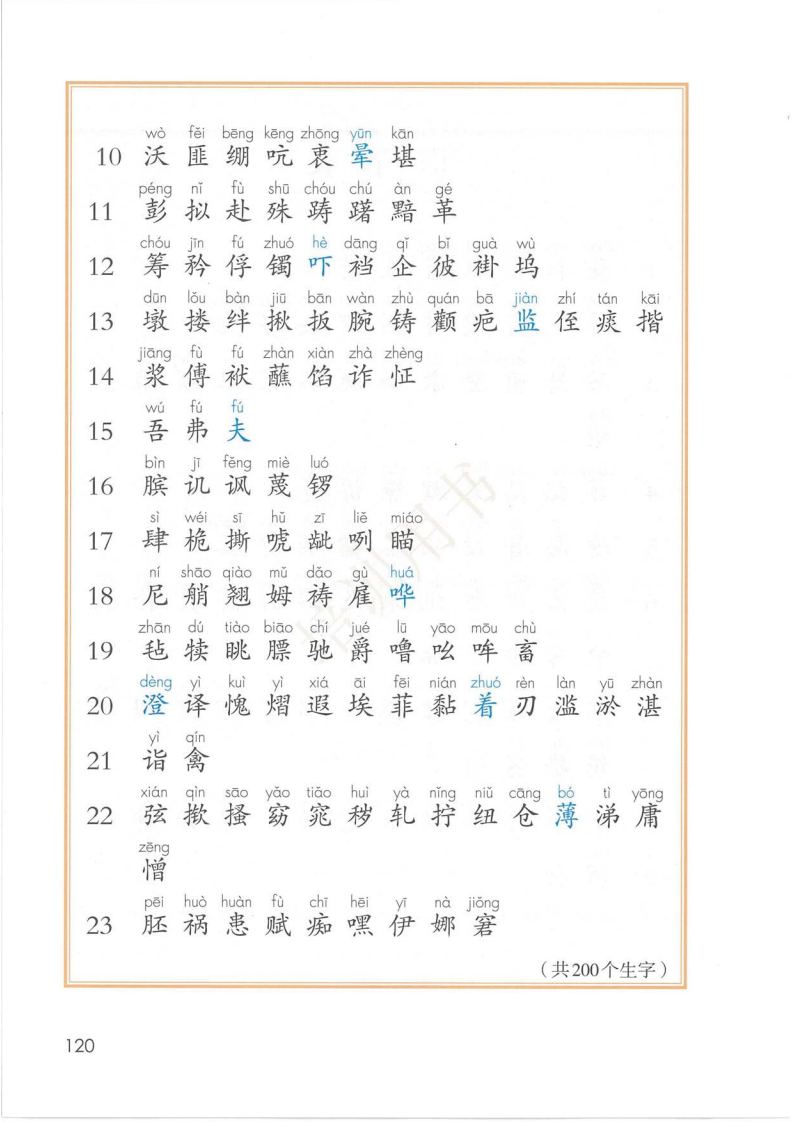 wò fěi bēng kēng zhōng yūn kān
10 沃 匪 绷 吭 衷 晕 堪
péng nǐ fù shū chóu chú àn gé
11 彭 拟 赴 殊 踌 躇 黯 革
chóu jīn fú zhuó hè dāng qǐ bǐ guà wù
12 筹 矜 俘 镯 吓 裆 企 彼 褂 坞
dūn lǒu bàn jiū bān wàn zhù quán bā jiàn zhí tán kāi
13 墩 搂 绊 揪 扳 腕 铸 颧 疤 监 侄 痰 揩
jiāng fù fú zhàn xiàn zhà zhèng
14 浆 傅 袱 蘸 馅 诈 怔
wú fú fú
15 吾 弗 夫
bìn jī fěng miè luó
16 膑 讥 讽 蔑 锣
sì wéi sī hǔ zī liě miáo
17 肆 桅 撕 唬 龇 咧 瞄
ní shāo qiào mǔ dǎo gù huá
18 尼 艄 翘 姆 祷 雇 哗
zhān dú tiào biāo chí jué lū yāo mōu chù
19 毡 犊 眺 膘 驰 爵 噜 吆 哞 畜
dèng yì kuì yì xiá āi fēi nián zhuó rèn làn yū zhàn
20 澄 译 愧 熠 遐 埃 菲 黏 着 刃 滥 淤 湛
yì qín
21 诣 禽
xián qìn sāo yǎo tiǎo huì yà nǐng niǔ cāng bó tì yōng
22 弦 揿 搔 窈 窕 秽 轧 拧 纽 仓 薄 涕 庸
zēng
憎
pēi huò huàn fù chī hēi yī nà jiǒng
23 胚 祸 患 赋 痴 嘿 伊 娜 窘
（共200个生字）
培训用书
120